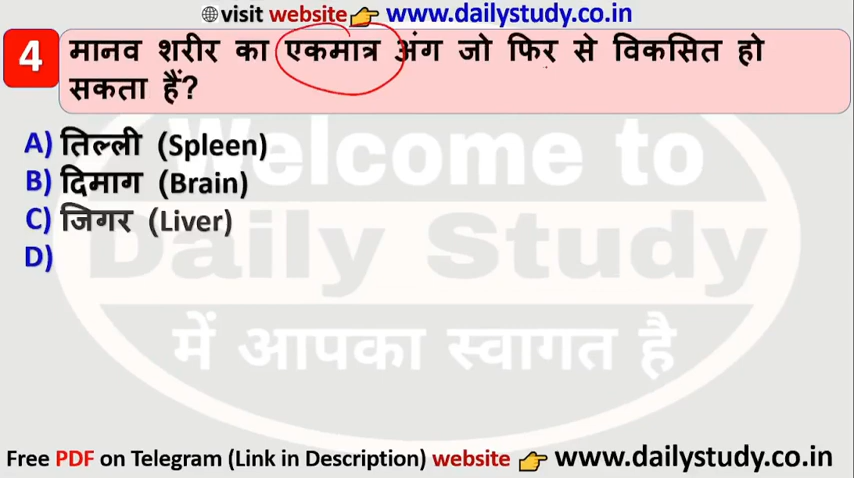 visit website 👉 www.dailystudy.co.in
4 मानव शरीर का एकमात्र अंग जो फिर से विकसित हो
सकता हैं?
A) तिल्ली (Spleen)
B) दिमाग (Brain)
C) जिगर (Liver)
D)
Welcome to
Daily Study
में आपका स्वागत है
Free PDF on Telegram (Link in Description) website 👉 www.dailystudy.co.in